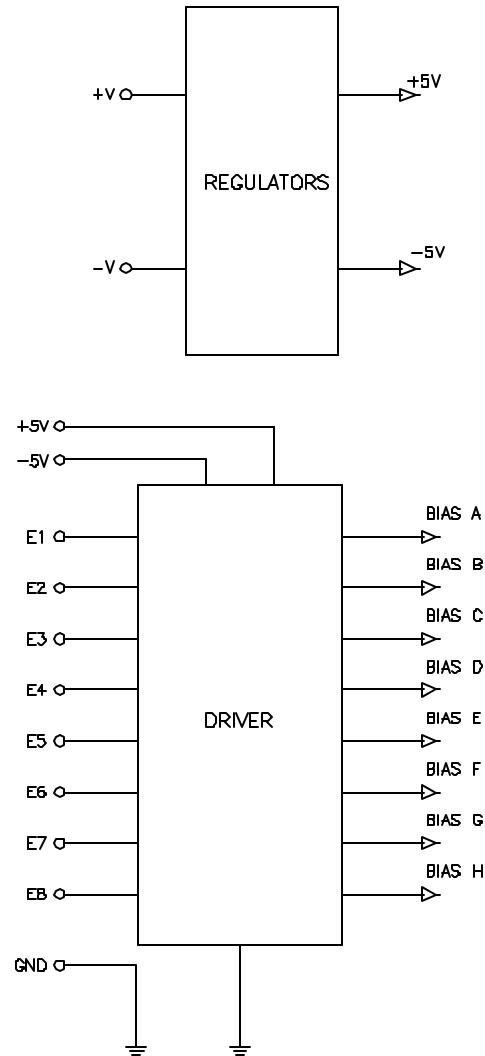 +V
+5V
REGULATORS
-V
-5V
+5V
-5V
E1
BIAS A
E2
BIAS B
E3
BIAS C
E4
BIAS D
DRIVER
E5
BIAS E
E6
BIAS F
E7
BIAS G
E8
BIAS H
GND